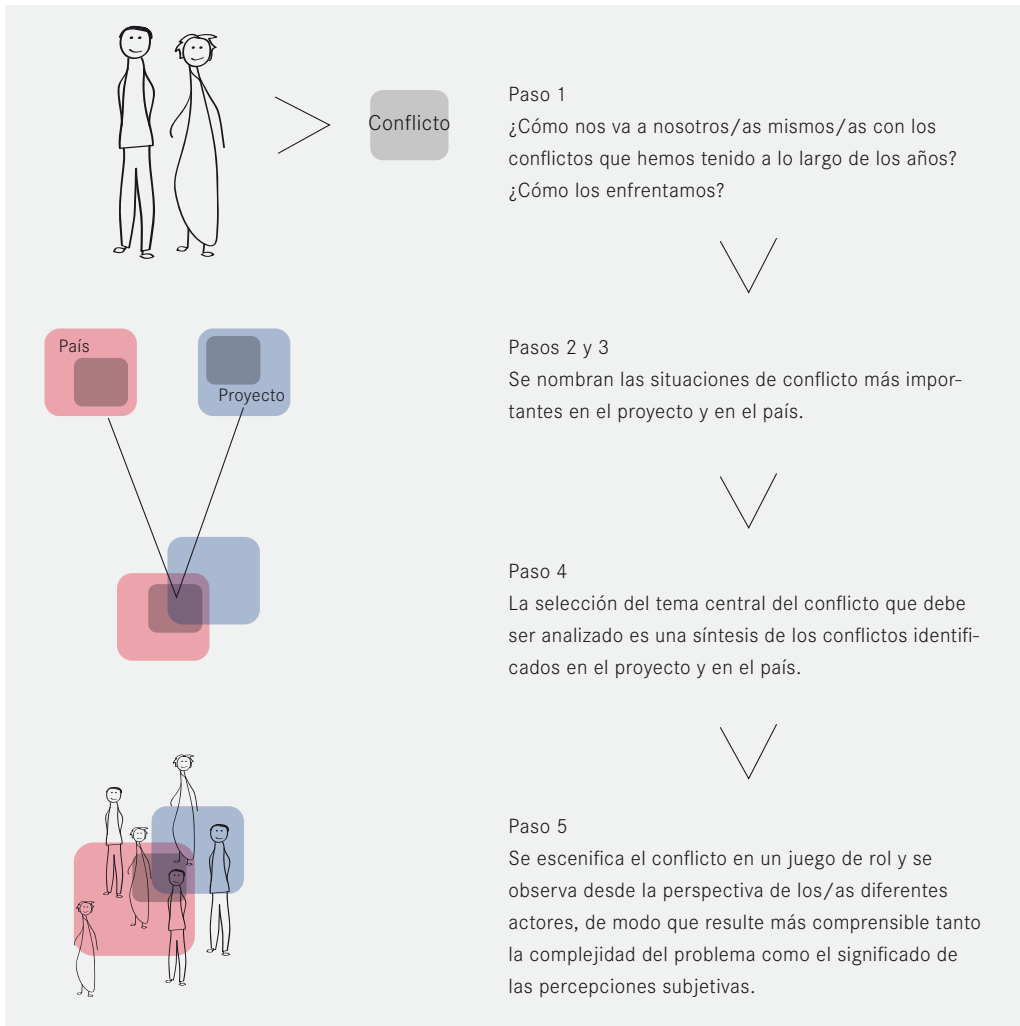 Conflicto
Paso 1
¿Cómo nos va a nosotros/as mismos/as con los
conflictos que hemos tenido a lo largo de los años?
¿Cómo los enfrentamos?
País
Proyecto
Pasos 2 y 3
Se nombran las situaciones de conflicto más impor-
tantes en el proyecto y en el país.
Paso 4
La selección del tema central del conflicto que debe
ser analizado es una síntesis de los conflictos identifi-
cados en el proyecto y en el país.
Paso 5
Se escenifica el conflicto en un juego de rol y se
observa desde la perspectiva de los/as diferentes
actores, de modo que resulte más comprensible tanto
la complejidad del problema como el significado de
las percepciones subjetivas.